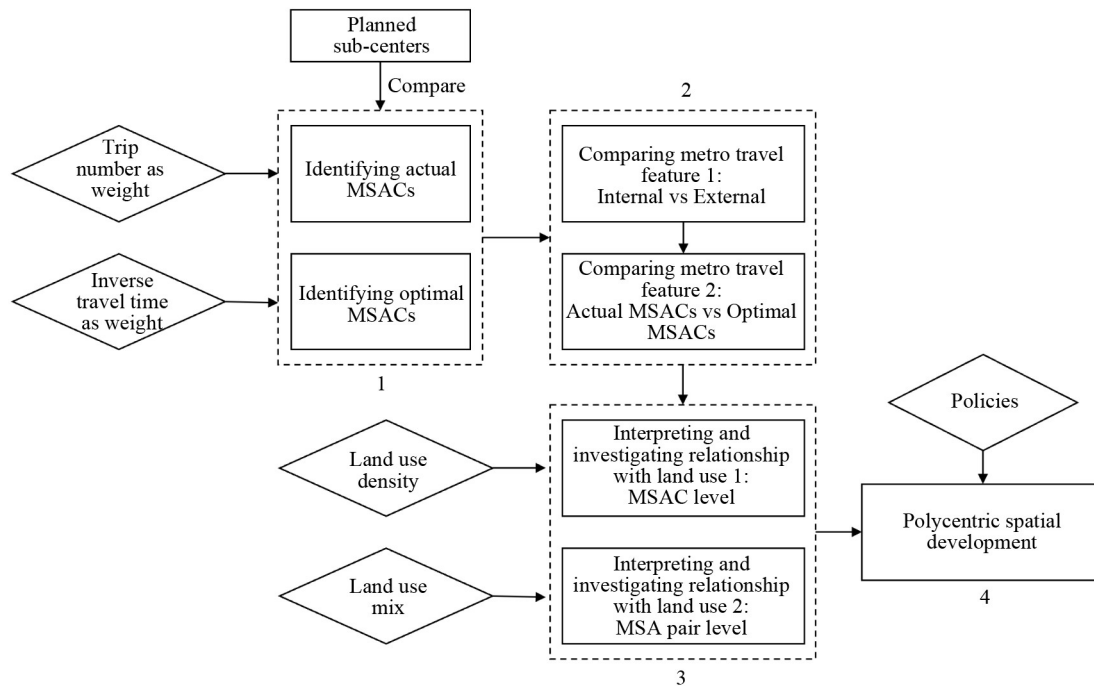 Planned
sub-centers
Compare
2
Trip
number as
weight
Identifying actual
MSACs
Comparing metro travel
feature 1:
Internal vs External
Inverse
travel time
as weight
Identifying optimal
MSACs
Comparing metro travel
feature 2:
Actual MSACs vs Optimal
MSACs
1
Policies
Land use
density
Interpreting and
investigating relationship
with land use 1:
MSAC level
Polycentric spatial
development
4
Land use
mix
Interpreting and
investigating relationship
with land use 2:
MSA pair level
3